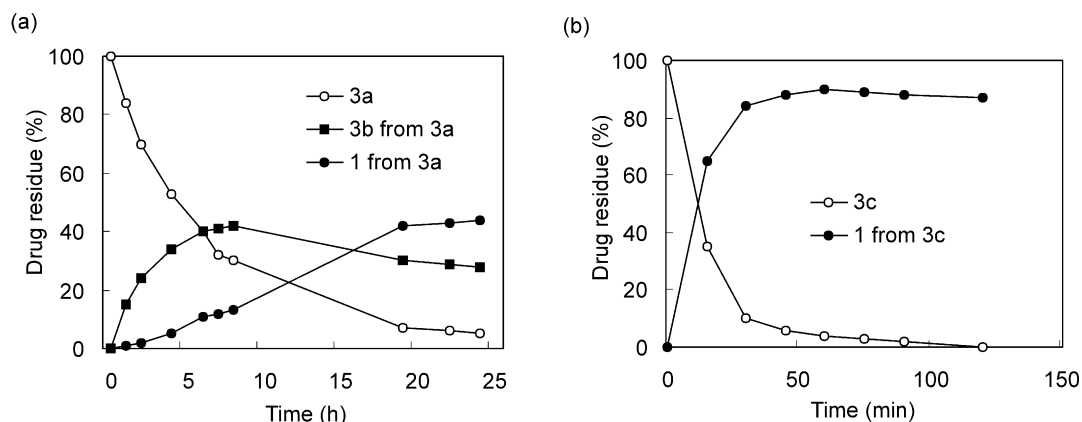 (a)
100
80
60
40
20
0
Drug residue (%)
3a
3b from 3a
1 from 3a
0 5 10 15 20 25
Time (h)
(b)
100
80
60
40
20
0
Drug residue (%)
3c
1 from 3c
0 50 100 150
Time (min)